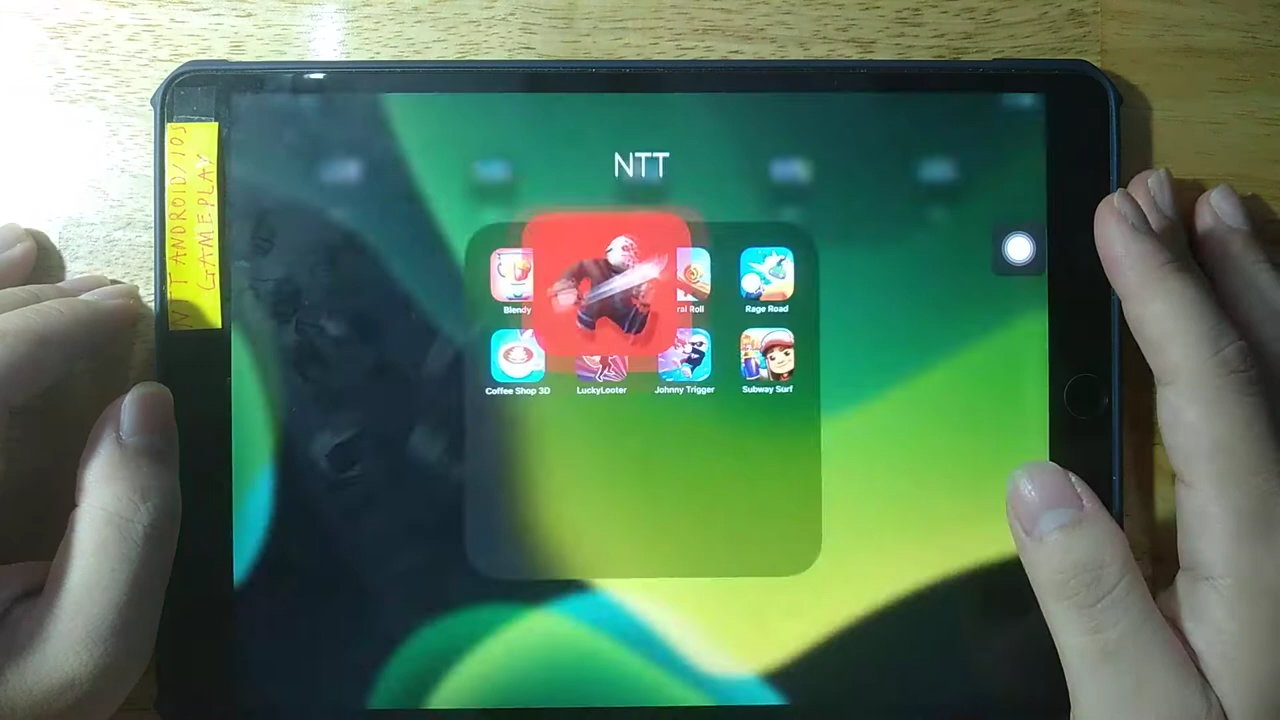 NTT ANDROID/IOS
GAMEPLAY
NTT
Blendy
ral Roll
Rage Road
Coffee Shop 3D
LuckyLooter
Johnny Trigger
Subway Surf